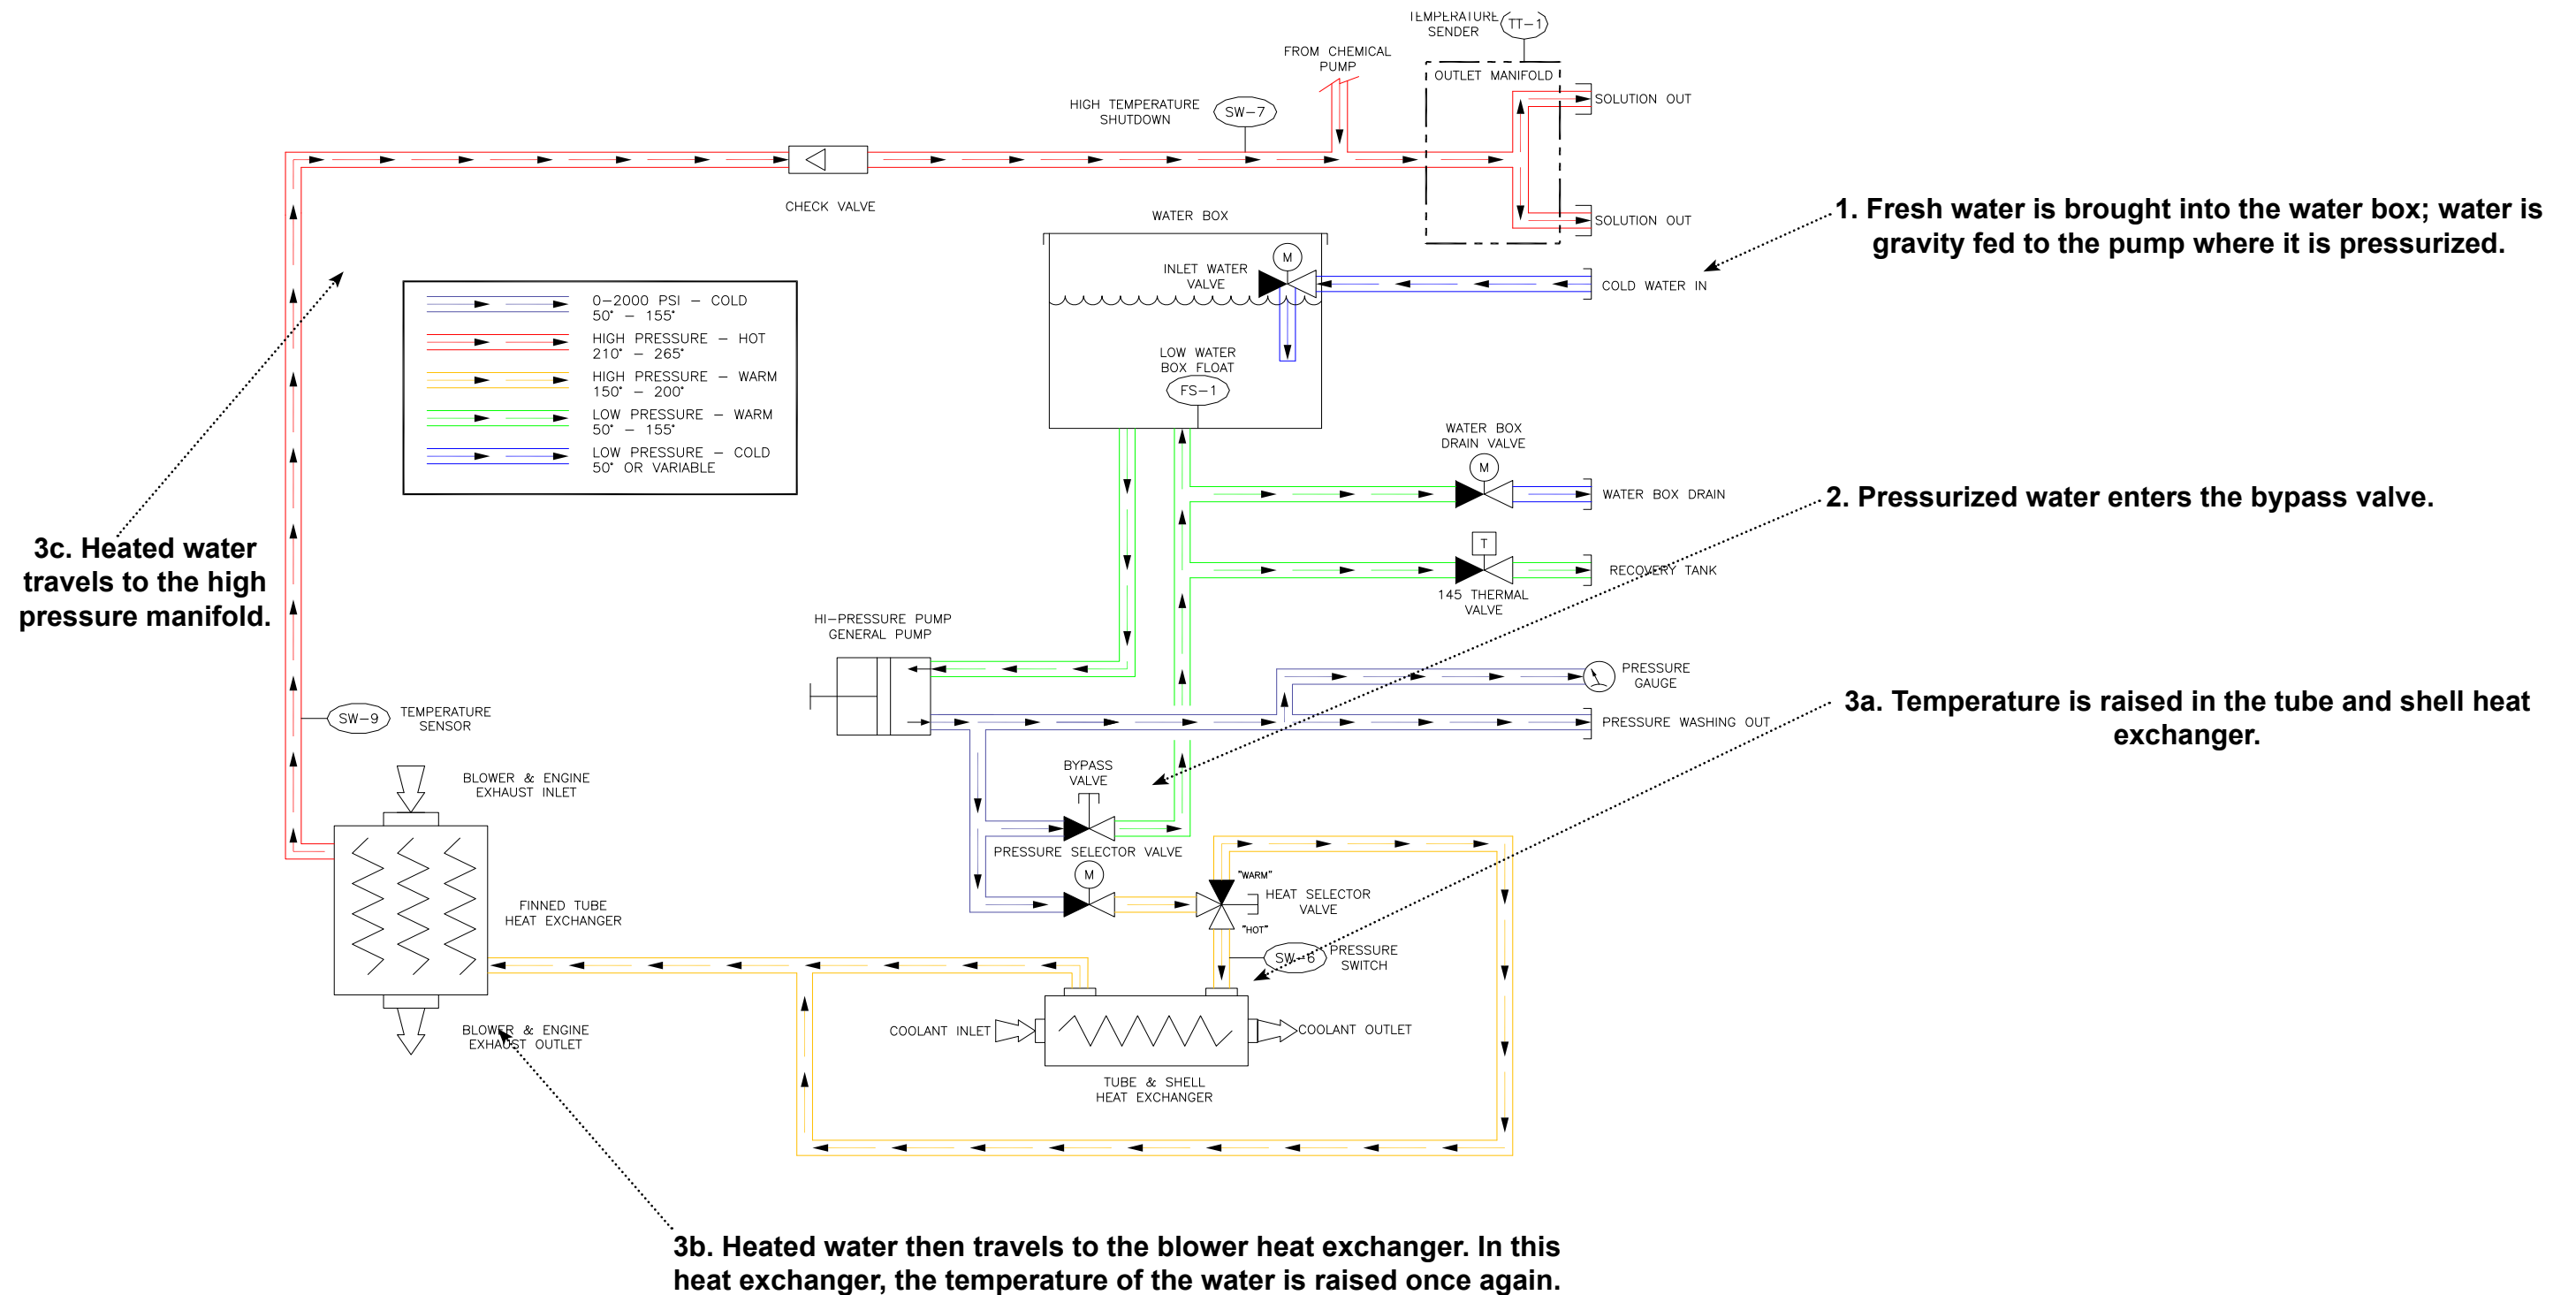 TEMPERATURE
SENDER
TT-1
FROM CHEMICAL
PUMP
OUTLET MANIFOLD
HIGH TEMPERATURE
SHUTDOWN
SW-7
SOLUTION OUT
CHECK VALVE
WATER BOX
SOLUTION OUT
1. Fresh water is brought into the water box; water is
gravity fed to the pump where it is pressurized.
M
INLET WATER
VALVE
COLD WATER IN
0-2000 PSI - COLD
50° - 155°
HIGH PRESSURE - HOT
210° - 265°
HIGH PRESSURE - WARM
150° - 200°
LOW PRESSURE - WARM
50° - 155°
LOW PRESSURE - COLD
50° OR VARIABLE
LOW WATER
BOX FLOAT
FS-1
WATER BOX
DRAIN VALVE
M
WATER BOX DRAIN
2. Pressurized water enters the bypass valve.
3c. Heated water
travels to the high
pressure manifold.
T
RECOVERY TANK
145 THERMAL
VALVE
HI-PRESSURE PUMP
GENERAL PUMP
PRESSURE
GAUGE
3a. Temperature is raised in the tube and shell heat
exchanger.
SW-9
TEMPERATURE
SENSOR
PRESSURE WASHING OUT
BYPASS
VALVE
BLOWER & ENGINE
EXHAUST INLET
PRESSURE SELECTOR VALVE
M
"WARM"
HEAT SELECTOR
VALVE
"HOT"
FINNED TUBE
HEAT EXCHANGER
SW-6
PRESSURE
SWITCH
BLOWER & ENGINE
EXHAUST OUTLET
COOLANT INLET
COOLANT OUTLET
TUBE & SHELL
HEAT EXCHANGER
3b. Heated water then travels to the blower heat exchanger. In this
heat exchanger, the temperature of the water is raised once again.